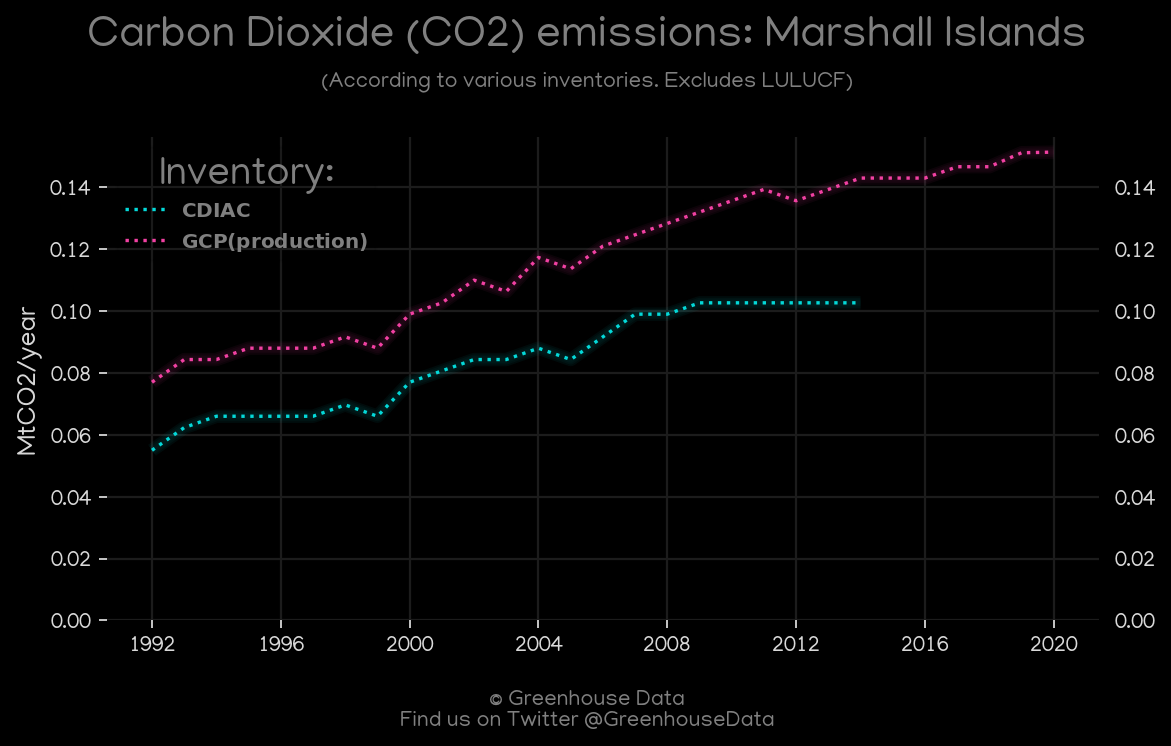 Carbon Dioxide (CO2) emissions: Marshall Islands
(According to various inventories. Excludes LULUCF)
Inventory:
CDIAC
GCP(production)
MtCO2/year
0.14 0.14
0.12 0.12
0.10 0.10
0.08 0.08
0.06 0.06
0.04 0.04
0.02 0.02
0.00 0.00
1992 1996 2000 2004 2008 2012 2016 2020
© Greenhouse Data
Find us on Twitter @GreenhouseData